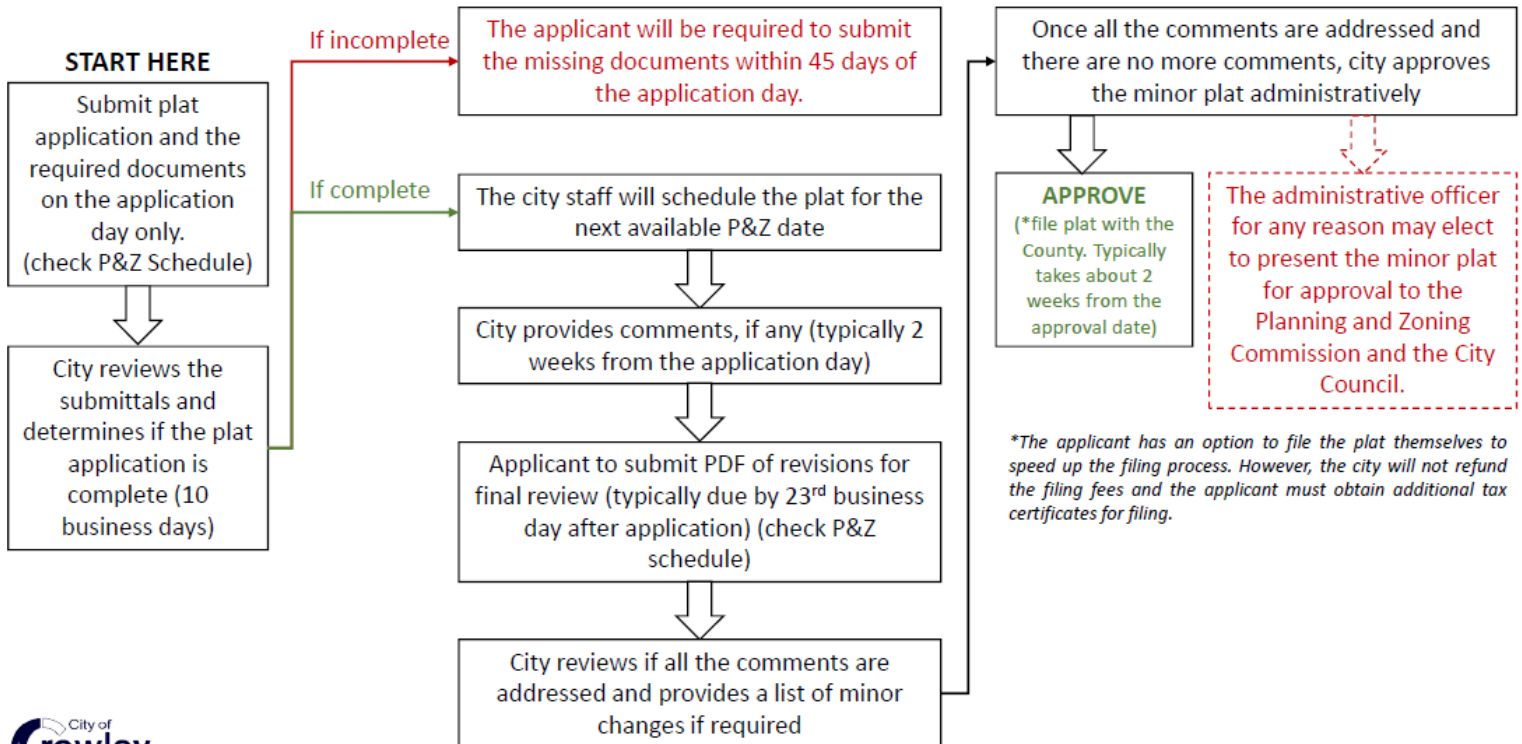 START HERE
Submit plat
application and the
required documents
on the application
day only.
(check P&Z Schedule)
City reviews the
submittals and
determines if the plat
application is
complete (10
business days)
If incomplete
The applicant will be required to submit
the missing documents within 45 days of
the application day.
If complete
The city staff will schedule the plat for the
next available P&Z date
City provides comments, if any (typically 2
weeks from the application day)
Applicant to submit PDF of revisions for
final review (typically due by 23rd business
day after application) (check P&Z
schedule)
City reviews if all the comments are
addressed and provides a list of minor
changes if required
Once all the comments are addressed and
there are no more comments, city approves
the minor plat administratively
APPROVE
(*file plat with the
County. Typically
takes about 2
weeks from the
approval date)
The administrative officer
for any reason may elect
to present the minor plat
for approval to the
Planning and Zoning
Commission and the City
Council.
*The applicant has an option to file the plat themselves to
speed up the filing process. However, the city will not refund
the filing fees and the applicant must obtain additional tax
certificates for filing.
City of
Crowley